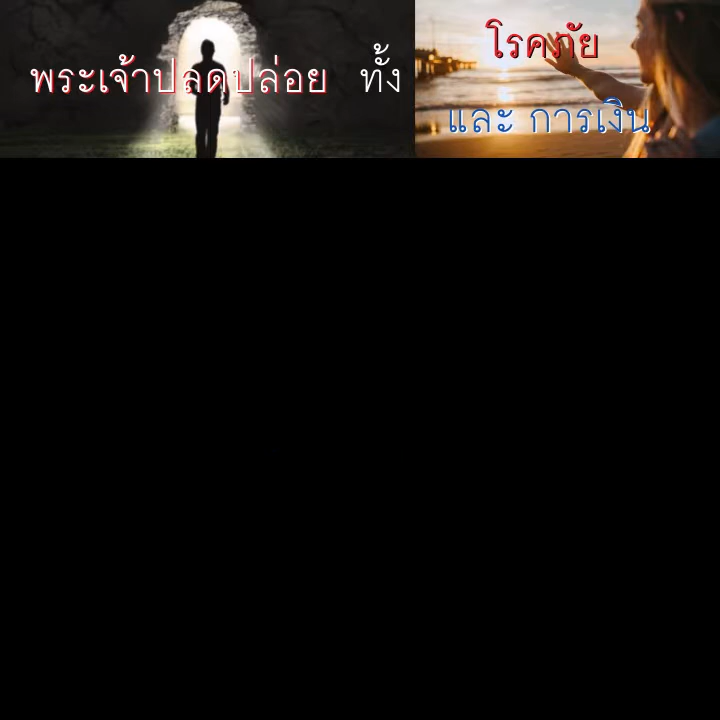 พระเจ้าปลดปล่อย ทั้ง
โรคภัย
และ การเงิน